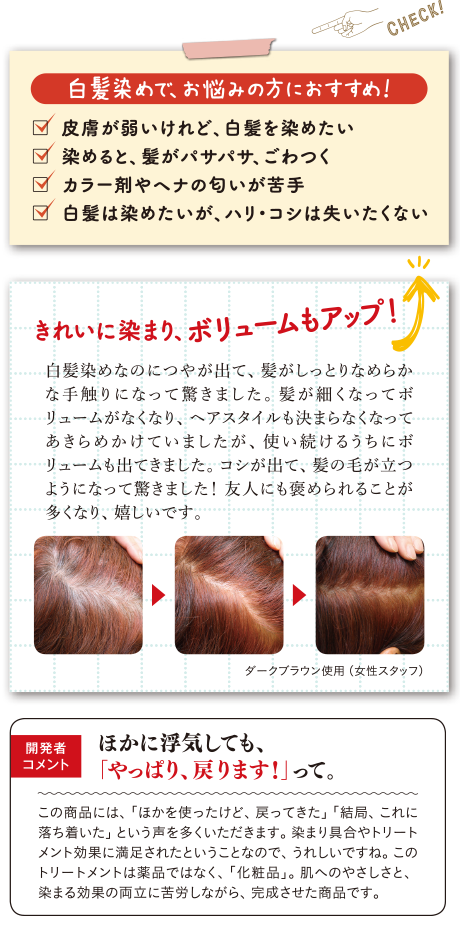 CHECK!
白髪染めで、お悩みの方におすすめ!
皮膚が弱いけれど、白髪を染めたい
染めると、髪がパサパサ、ごわつく
カラー剤やヘナの匂いが苦手
白髪は染めたいが、ハリ・コシは失いたくない
きれいに染まり、ボリュームもアップ!
白髪染めなのにつやが出て、髪がしっとりなめらか
な手触りになって驚きました。髪が細くなってボ
リュームがなくなり、ヘアスタイルも決まらなくなって
あきらめかけていましたが、使い続けるうちにボ
リュームも出てきました。コシが出て、髪の毛が立つ
ようになって驚きました! 友人にも褒められることが
多くなり、嬉しいです。
ダークブラウン使用(女性スタッフ)
開発者
コメント
ほかに浮気しても、
「やっぱり、戻ります!」って。
この商品には、「ほかを使ったけど、戻ってきた」「結局、これに
落ち着いた」という声を多くいただきます。染まり具合やトリート
メント効果に満足されたということなので、うれしいですね。この
トリートメントは薬品ではなく、「化粧品」。肌へのやさしさと、
染まる効果の両立に苦労しながら、完成させた商品です。